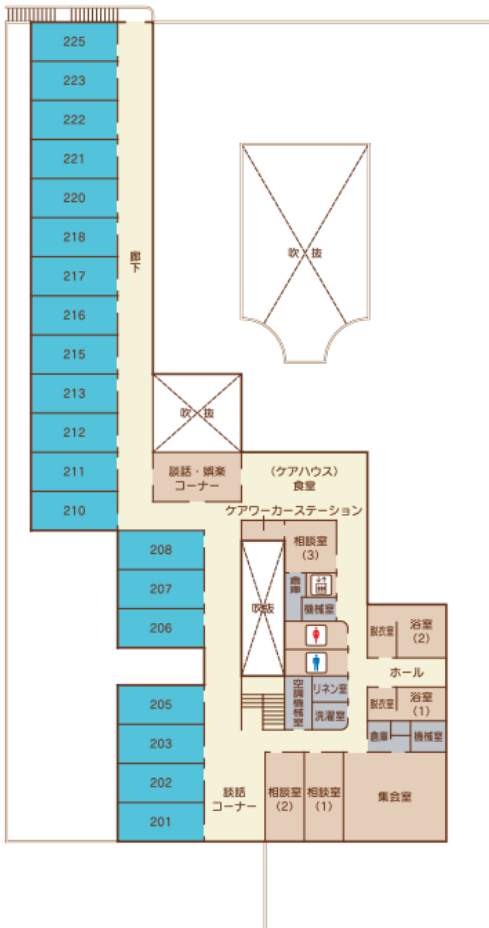 225
223
222
221
220
218
217
216
215
213
212
211
210
廊下
吹抜
吹抜
談話・娯楽
コーナー
(ケアハウス)
食堂
ケアワーカーステーション
208
207
206
相談室
(3)
倉庫
機械室
吹抜
空調機械室
リネン室
洗濯室
脱衣室
浴室
(2)
ホール
脱衣室
浴室
(1)
倉庫
機械室
205
203
202
201
談話
コーナー
相談室
(2)
相談室
(1)
集会室